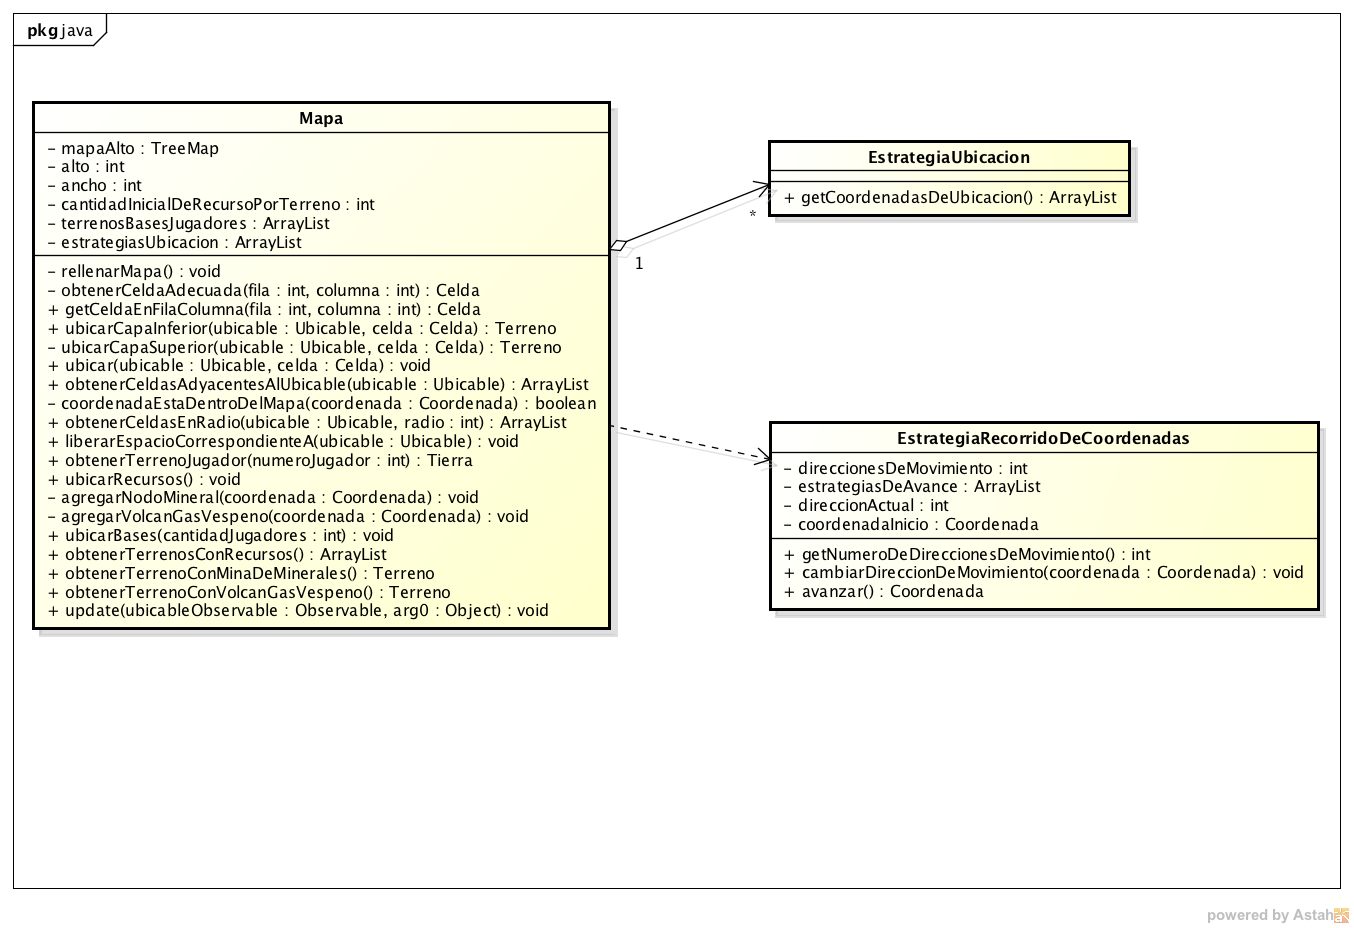 pkg java
Mapa
- mapaAlto : TreeMap
- alto : int
- ancho : int
- cantidadInicialDeRecursoPorTerreno : int
- terrenosBasesJugadores : ArrayList
- estrategiasUbicacion : ArrayList
- rellenarMapa() : void
- obtenerCeldaAdecuada(fila : int, columna : int) : Celda
+ getCeldaEnFilaColumna(fila : int, columna : int) : Celda
+ ubicarCapaInferior(ubicable : Ubicable, celda : Celda) : Terreno
- ubicarCapaSuperior(ubicable : Ubicable, celda : Celda) : Terreno
+ ubicar(ubicable : Ubicable, celda : Celda) : void
+ obtenerCeldasAdyacentesAlUbicable(ubicable : Ubicable) : ArrayList
- coordenadaEstaDentroDelMapa(coordenada : Coordenada) : boolean
+ obtenerCeldasEnRadio(ubicable : Ubicable, radio : int) : ArrayList
+ liberarEspacioCorrespondienteA(ubicable : Ubicable) : void
+ obtenerTerrenoJugador(numeroJugador : int) : Tierra
+ ubicarRecursos() : void
- agregarNodoMineral(coordenada : Coordenada) : void
- agregarVolcanGasVespeno(coordenada : Coordenada) : void
+ ubicarBases(cantidadJugadores : int) : void
+ obtenerTerrenosConRecursos() : ArrayList
+ obtenerTerrenoConMinaDeMinerales() : Terreno
+ obtenerTerrenoConVolcanGasVespeno() : Terreno
+ update(ubicableObservable : Observable, arg0 : Object) : void
1
*
EstrategiaUbicacion
+ getCoordenadasDeUbicacion() : ArrayList
EstrategiaRecorridoDeCoordenadas
- direccionesDeMovimiento : int
- estrategiasDeAvance : ArrayList
- direccionActual : int
- coordenadaInicio : Coordenada
+ getNumeroDeDireccionesDeMovimiento() : int
+ cambiarDireccionDeMovimiento(coordenada : Coordenada) : void
+ avanzar() : Coordenada
powered by Astah